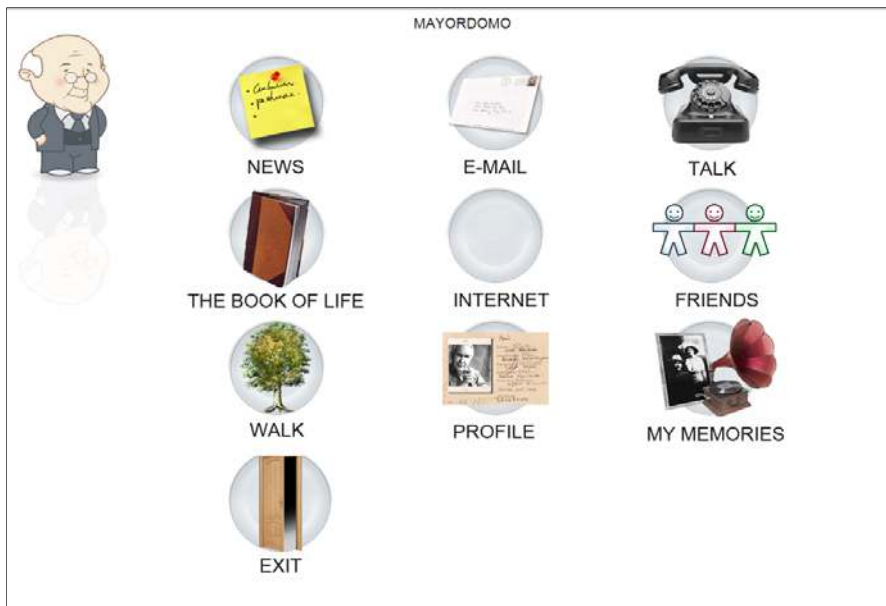 MAYORDOMO
NEWS
E-MAIL
TALK
THE BOOK OF LIFE
INTERNET
FRIENDS
WALK
PROFILE
MY MEMORIES
EXIT